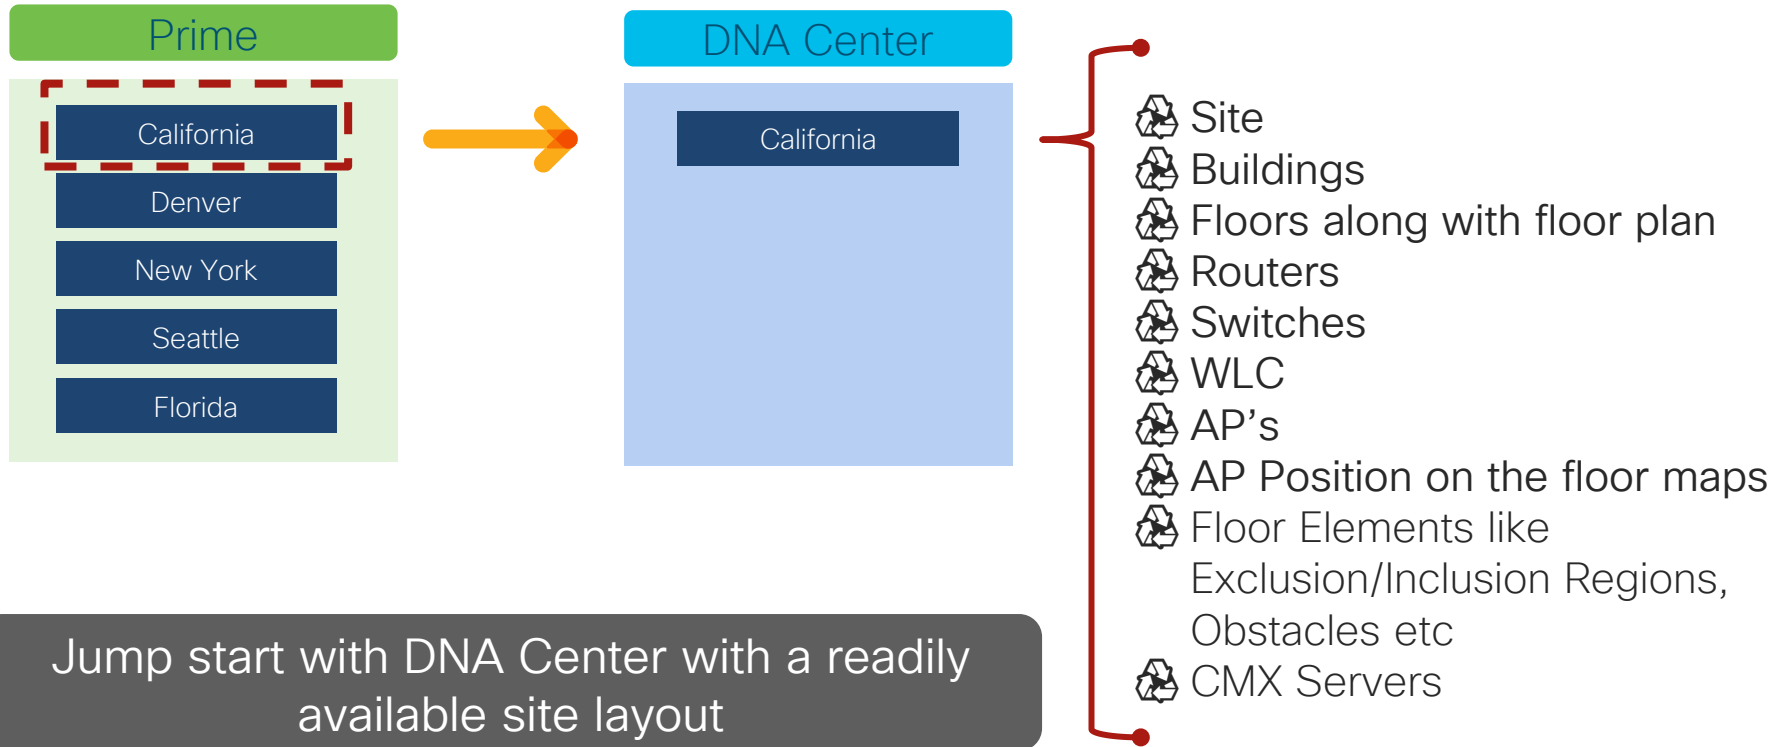 Prime
California
Denver
New York
Seattle
Florida
DNA Center
California
Site
Buildings
Floors along with floor plan
Routers
Switches
WLC
AP’s
AP Position on the floor maps
Floor Elements like
Exclusion/Inclusion Regions,
Obstacles etc
CMX Servers
Jump start with DNA Center with a readily
available site layout